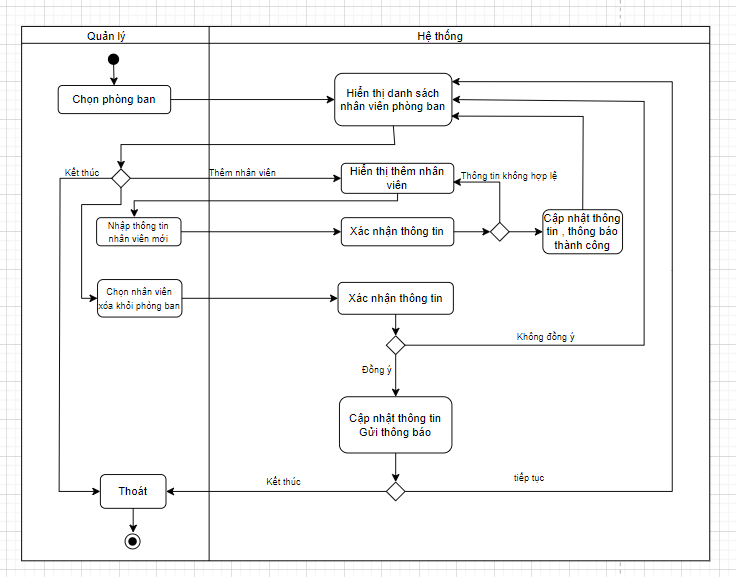 Quản lý
Hệ thống
Chọn phòng ban
Hiển thị danh sách
nhân viên phòng ban
Kết thúc
Thêm nhân viên
Hiển thị thêm nhân
viên
Thông tin không hợp lệ
Nhập thông tin
nhân viên mới
Xác nhận thông tin
Cập nhật thông
tin , thông báo
thành công
Chọn nhân viên
xóa khỏi phòng ban
Xác nhận thông tin
Không đồng ý
Đồng ý
Cập nhật thông tin
Gửi thông báo
Thoát
Kết thúc
tiếp tục